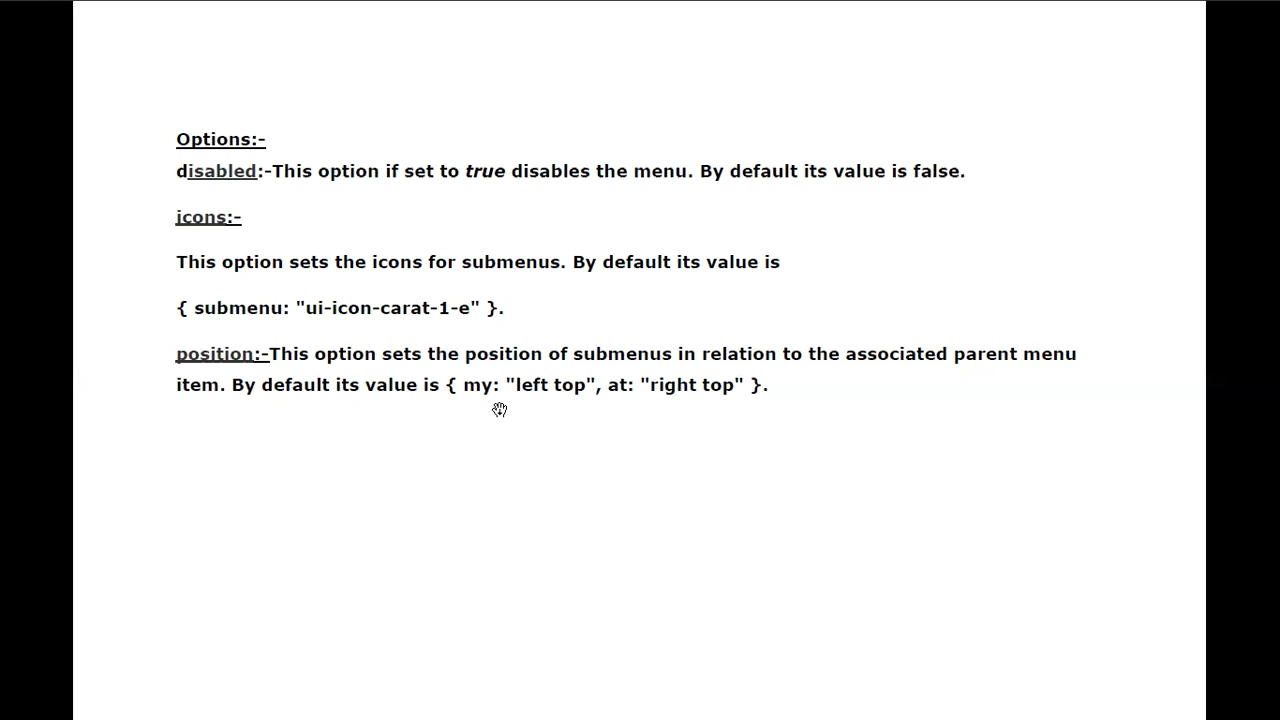 Options:-
disabled:-This option if set to true disables the menu. By default its value is false.
icons:-
This option sets the icons for submenus. By default its value is
{ submenu: "ui-icon-carat-1-e" }.
position:-This option sets the position of submenus in relation to the associated parent menu
item. By default its value is { my: "left top", at: "right top" }.